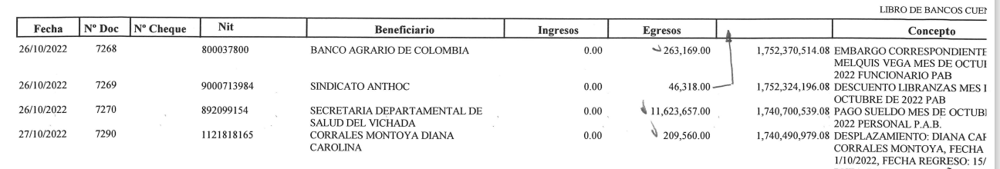 LIBRO DE BANCOS CUEN
Fecha Nº Doc Nº Cheque Nit Beneficiario Ingresos Egresos Concepto
26/10/2022 7268 800037800 BANCO AGRARIO DE COLOMBIA 0.00 263,169.00 1,752,370,514.08 EMBARGO CORRESPONDIENTE
MELQUIS VEGA MES DE OCTU
2022 FUNCIONARIO PAB
26/10/2022 7269 9000713984 SINDICATO ANTHOC 0.00 46,318.00 1,752,324,196.08 DESCUENTO LIBRANZAS MES
OCTUBRE DE 2022 PAB
26/10/2022 7270 892099154 SECRETARIA DEPARTAMENTAL DE 0.00 11,623,657.00 1,740,700,539.08 PAGO SUELDO MES DE OCTUB
SALUD DEL VICHADA 2022 PERSONAL P.A.B.
27/10/2022 7290 1121818165 CORRALES MONTOYA DIANA 0.00 209,560.00 1,740,490,979.08 DESPLAZAMIENTO: DIANA CAR
CAROLINA CORRALES MONTOYA, FECHA
1/10/2022, FECHA REGRESO: 15/